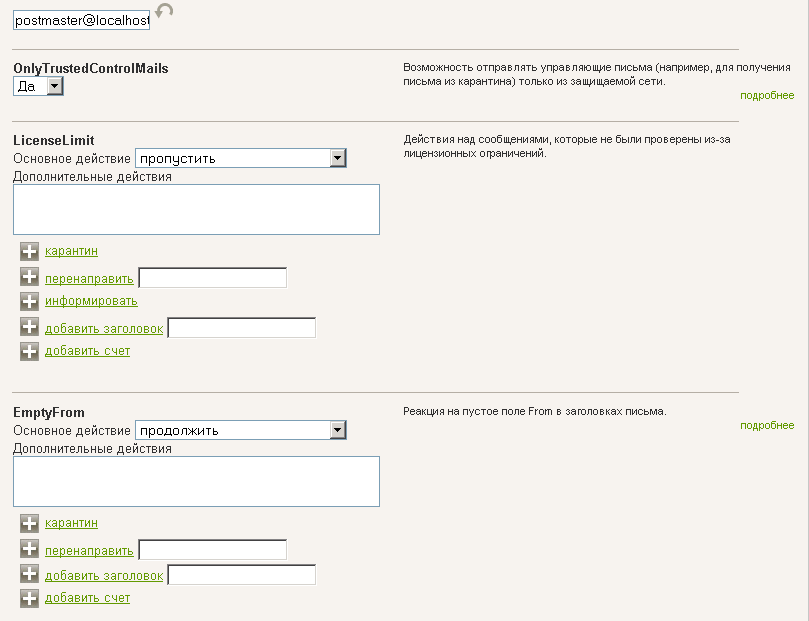 postmaster@localhost
OnlyTrustedControlMails
Да
Возможность отправлять управляющие письма (например, для получения
письма из карантина) только из защищаемой сети.
подробнее
LicenseLimit
Основное действие пропустить
Дополнительные действия
Действия над сообщениями, которые не были проверены из-за
лицензионных ограничений.
карантин
перенаправить
информировать
добавить заголовок
добавить счет
EmptyFrom
Основное действие продолжить
Дополнительные действия
Реакция на пустое поле From в заголовках письма.
подробнее
карантин
перенаправить
добавить заголовок
добавить счет